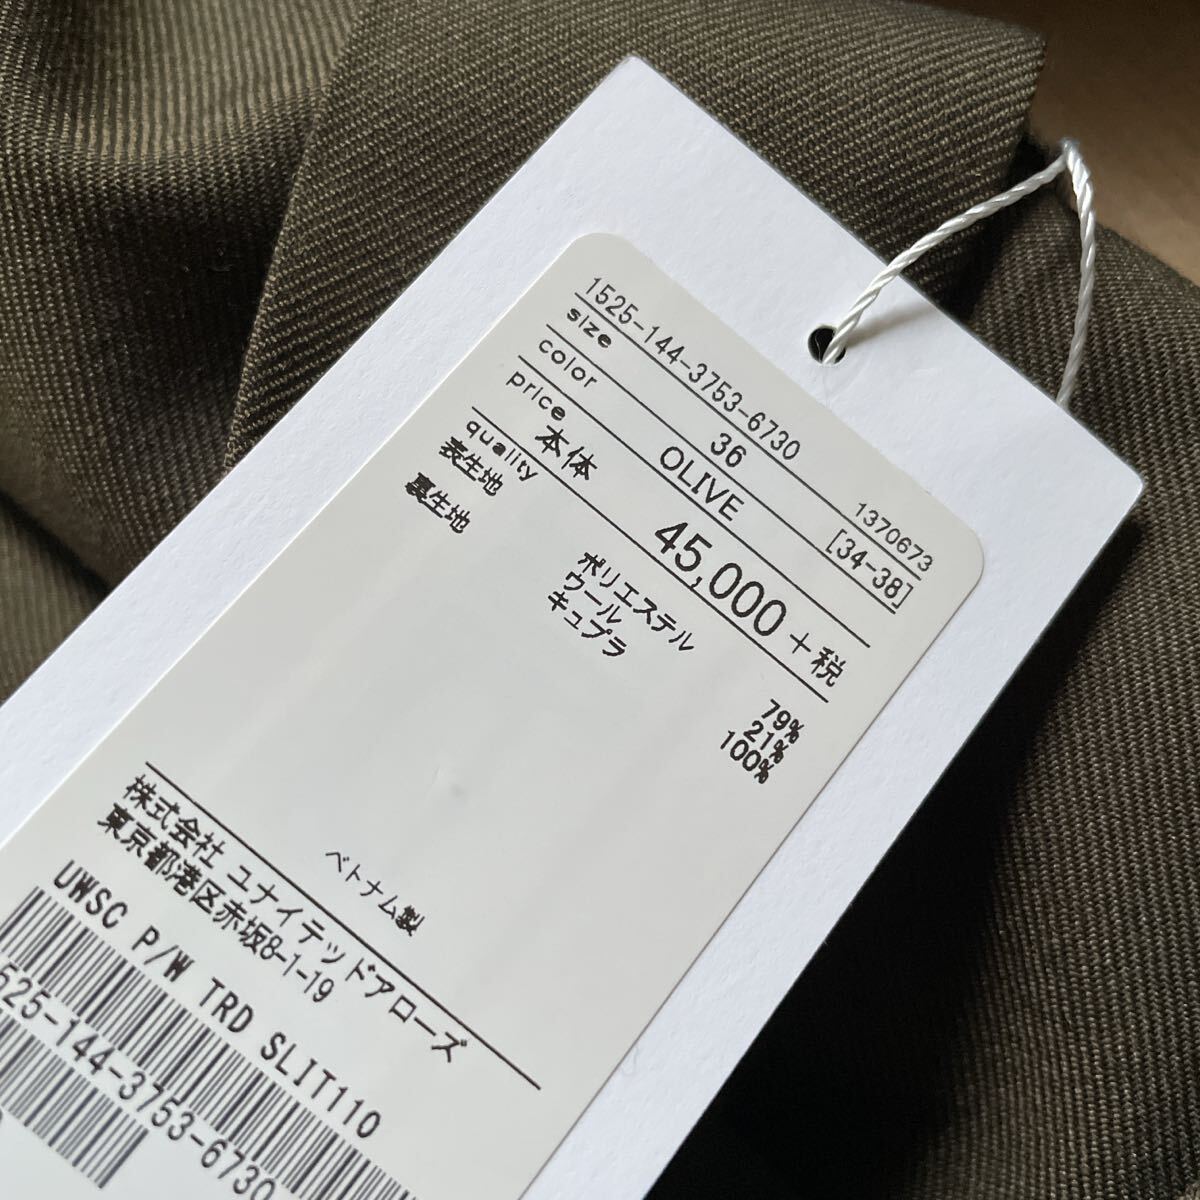 1525-144-3753-6730 1370673
size 36 [34-38]
color OLIVE
price 本体 45,000 +税
quality
表生地 ポリエステル 79%
ウール 21%
裏生地 キュプラ 100%
ベトナム製
株式会社 ユナイテッドアローズ
東京都港区赤坂8-1-19
UWSC P/W TRD SLIT110
525-144-3753-6730